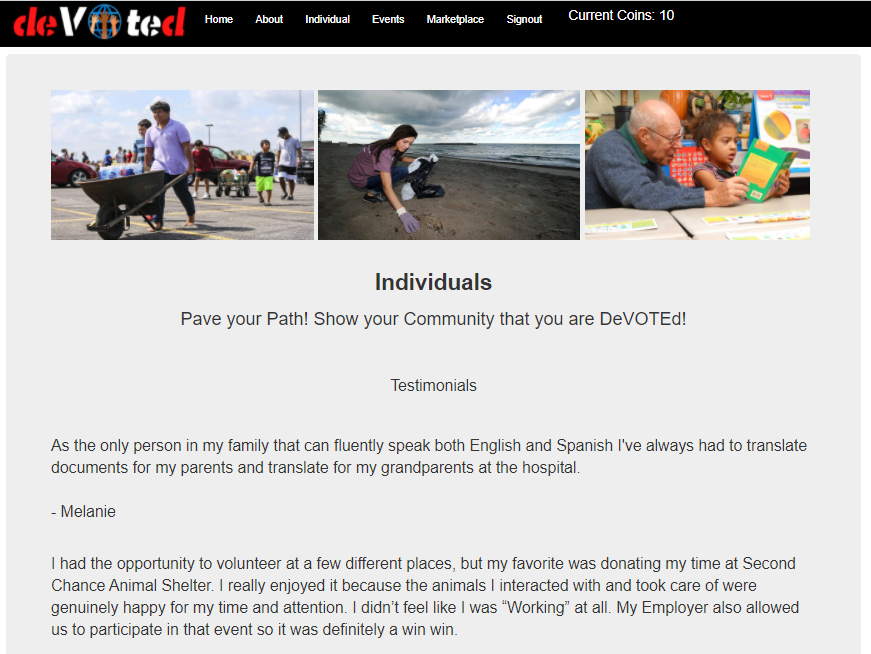 deVoted
Home About Individual Events Marketplace Signout Current Coins: 10
Individuals
Pave your Path! Show your Community that you are DeVOTEd!
Testimonials
As the only person in my family that can fluently speak both English and Spanish I've always had to translate
documents for my parents and translate for my grandparents at the hospital.
- Melanie
I had the opportunity to volunteer at a few different places, but my favorite was donating my time at Second
Chance Animal Shelter. I really enjoyed it because the animals I interacted with and took care of were
genuinely happy for my time and attention. I didn’t feel like I was “Working” at all. My Employer also allowed
us to participate in that event so it was definitely a win win.